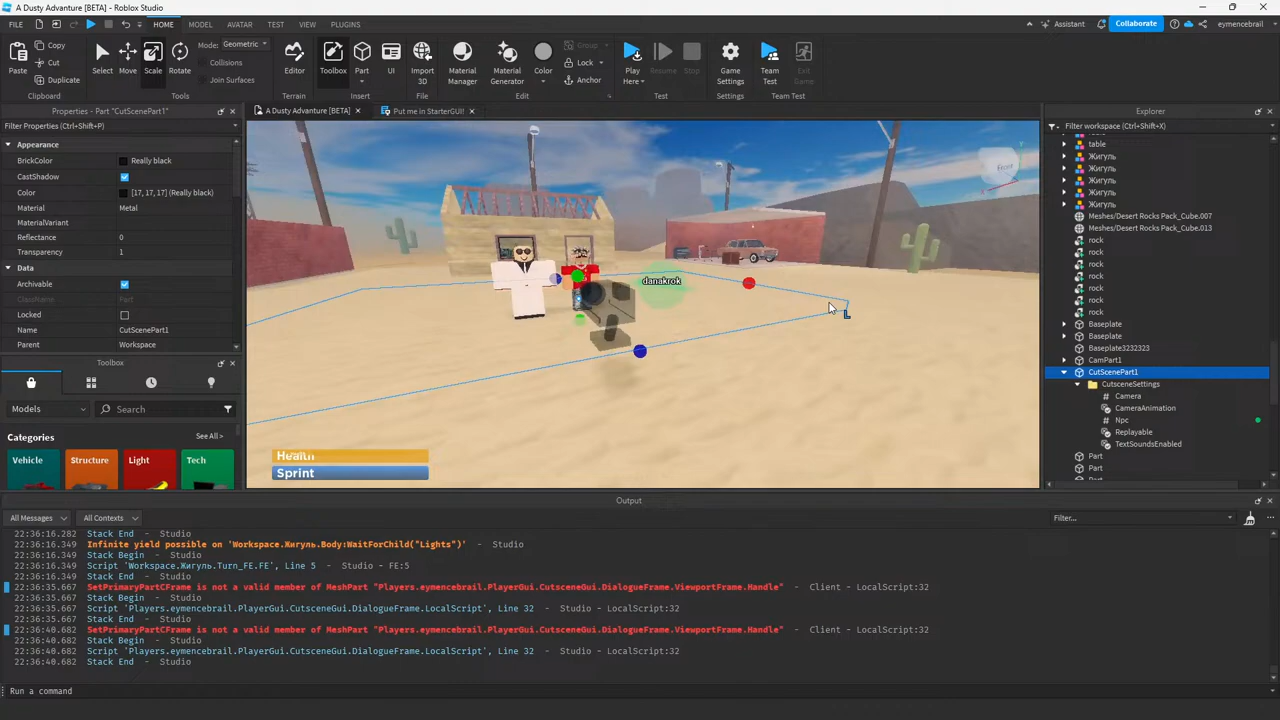 A Dusty Advanture [BETA] - Roblox Studio
FILE
HOME
MODEL
AVATAR
TEST
VIEW
PLUGINS
Assistant
Collaborate
eymencebrail
Paste
Copy
Cut
Duplicate
Clipboard
Select
Move
Scale
Rotate
Mode: Geometric
Collisions
Join Surfaces
Tools
Editor
Terrain
Toolbox
Part
UI
Insert
Import
3D
Material
Manager
Material
Generator
Color
Group
Lock
Anchor
Edit
Play
Here
Resume
Stop
Test
Game
Settings
Settings
Team
Test
Exit
Game
Team Test
Properties - Part "CutScenePart1"
Filter Properties (Ctrl+Shift+P)
Appearance
BrickColor Really black
CastShadow
Color [17, 17, 17] (Really black)
Material Metal
MaterialVariant
Reflectance 0
Transparency 1
Data
Archivable
ClassName Part
Locked
Name CutScenePart1
Parent Workspace
Toolbox
Models
Search
Categories
See All >
Vehicle
Structure
Light
Tech
A Dusty Advanture [BETA]
Put me in StarterGUI!
danakrok
Health
Sprint
Explorer
Filter workspace (Ctrl+Shift+X)
table
Жигуль
Жигуль
Жигуль
Жигуль
Жигуль
Meshes/Desert Rocks Pack_Cube.007
Meshes/Desert Rocks Pack_Cube.013
rock
rock
rock
rock
rock
rock
rock
Baseplate
Baseplate
Baseplate3232323
CamPart1
CutScenePart1
CutsceneSettings
Camera
CameraAnimation
Npc
Replayable
TextSoundsEnabled
Part
Part
Output
All Messages
All Contexts
Filter...
22:36:16.282 Stack End - Studio
22:36:16.349 Infinite yield possible on 'Workspace.Жигуль.Body:WaitForChild("Lights")' - Studio
22:36:16.349 Stack Begin - Studio
22:36:16.349 Script 'Workspace.Жигуль.Turn_FE.FE', Line 5 - Studio - FE:5
22:36:16.349 Stack End - Studio
22:36:35.667 SetPrimaryPartCFrame is not a valid member of MeshPart "Players.eymencebrail.PlayerGui.CutsceneGui.DialogueFrame.ViewportFrame.Handle" - Client - LocalScript:32
22:36:35.667 Stack Begin - Studio
22:36:35.667 Script 'Players.eymencebrail.PlayerGui.CutsceneGui.DialogueFrame.LocalScript', Line 32 - Studio - LocalScript:32
22:36:35.667 Stack End - Studio
22:36:40.682 SetPrimaryPartCFrame is not a valid member of MeshPart "Players.eymencebrail.PlayerGui.CutsceneGui.DialogueFrame.ViewportFrame.Handle" - Client - LocalScript:32
22:36:40.682 Stack Begin - Studio
22:36:40.682 Script 'Players.eymencebrail.PlayerGui.CutsceneGui.DialogueFrame.LocalScript', Line 32 - Studio - LocalScript:32
22:36:40.682 Stack End - Studio
Run a command